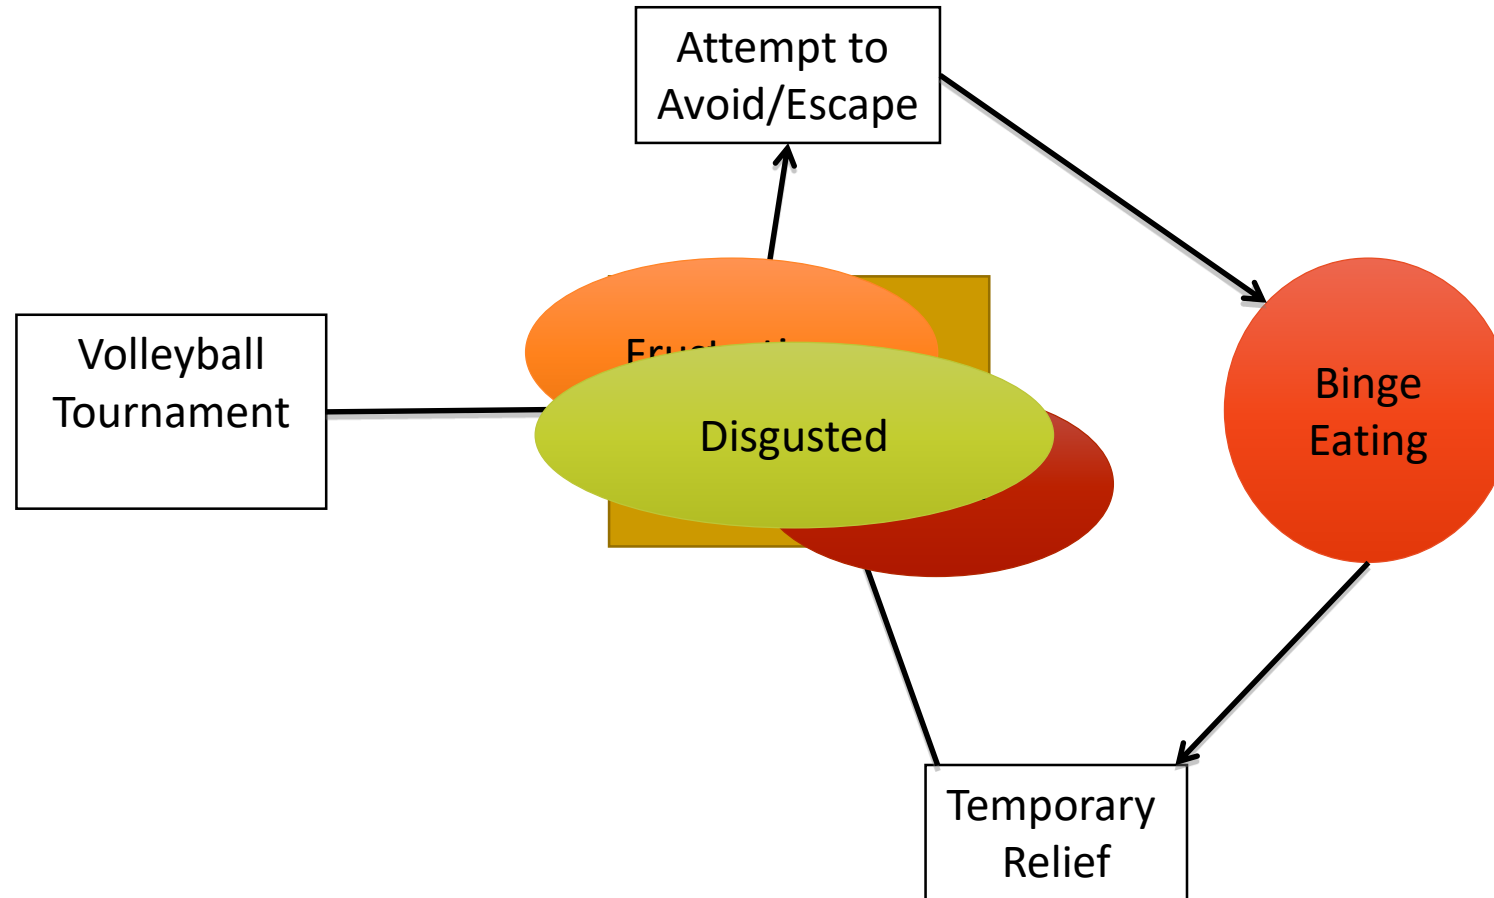 Attempt to
Avoid/Escape
Volleyball
Tournament
Disgusted
Binge
Eating
Temporary
Relief